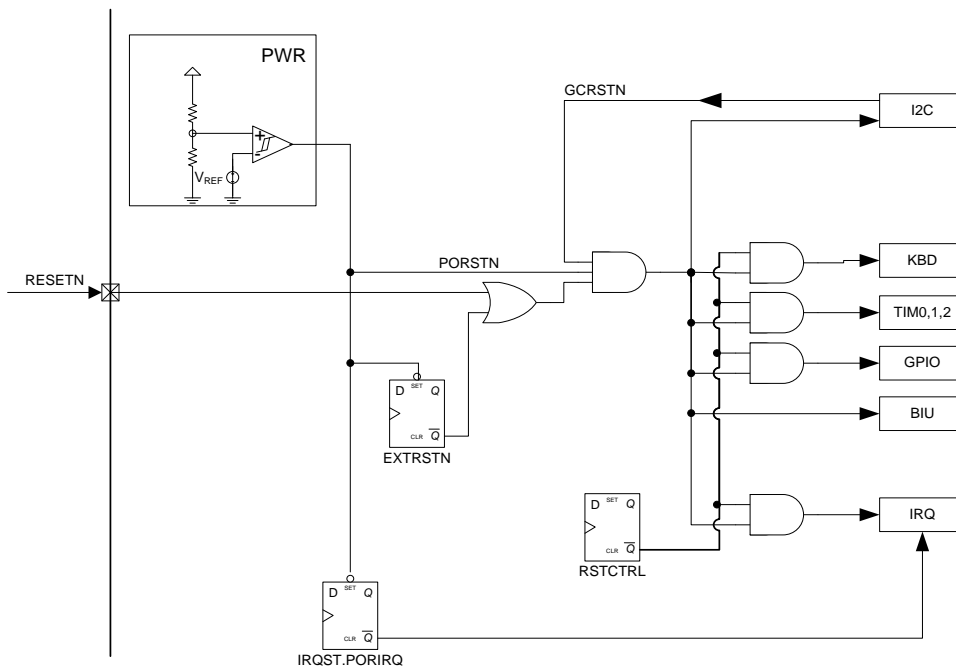 PWR
V_REF
+
-
GCRSTN
I2C
RESETN
PORSTN
KBD
TIM0,1,2
GPIO
BIU
D SET Q
CLR Q̅
EXTRSTN
D SET Q
CLR Q̅
RSTCTRL
IRQ
D SET Q
CLR Q̅
IRQST.PORIRQ